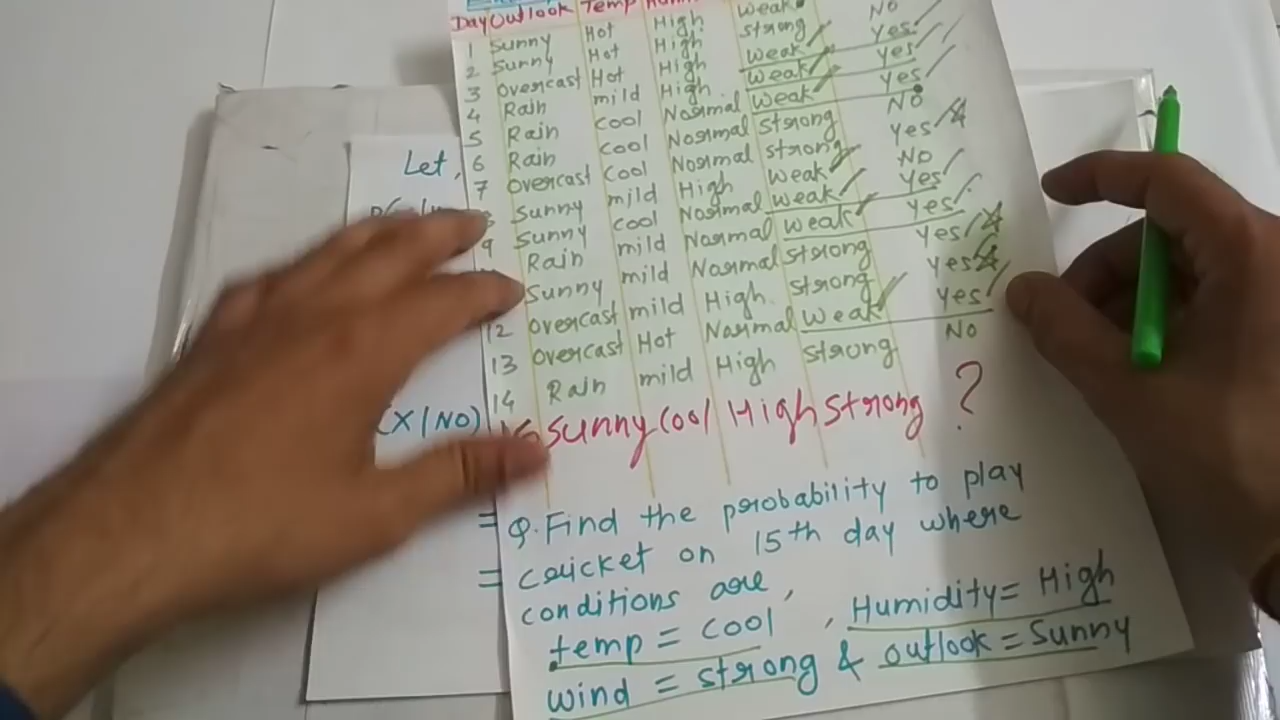 Day Outlook Temp
1 Sunny Hot High weak
2 Sunny Hot High strong No
3 Overcast Hot High weak Yes
4 Rain mild High weak Yes
5 Rain cool Normal weak Yes
6 Rain cool Normal strong No
7 Overcast cool Normal strong Yes
Sunny mild High weak No
9 Sunny cool Normal weak Yes
Rain mild Normal weak Yes
Sunny mild Normal strong Yes
12 Overcast mild High strong Yes
13 Overcast Hot Normal weak Yes
14 Rain mild High strong No
Sunny Cool High Strong ?
Q. Find the probability to play
cricket on 15th day where
conditions are,
temp = cool , Humidity = High
wind = strong & outlook = Sunny
Let,
(X/NO)
=
=